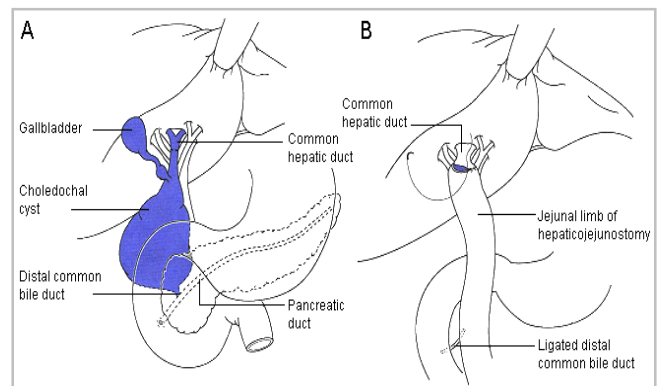 A
Gallbladder
Common
hepatic duct
Choledochal
cyst
Distal common
bile duct
Pancreatic
duct
B
Common
hepatic duct
Jejunal limb of
hepaticojejunostomy
Ligated distal
common bile duct